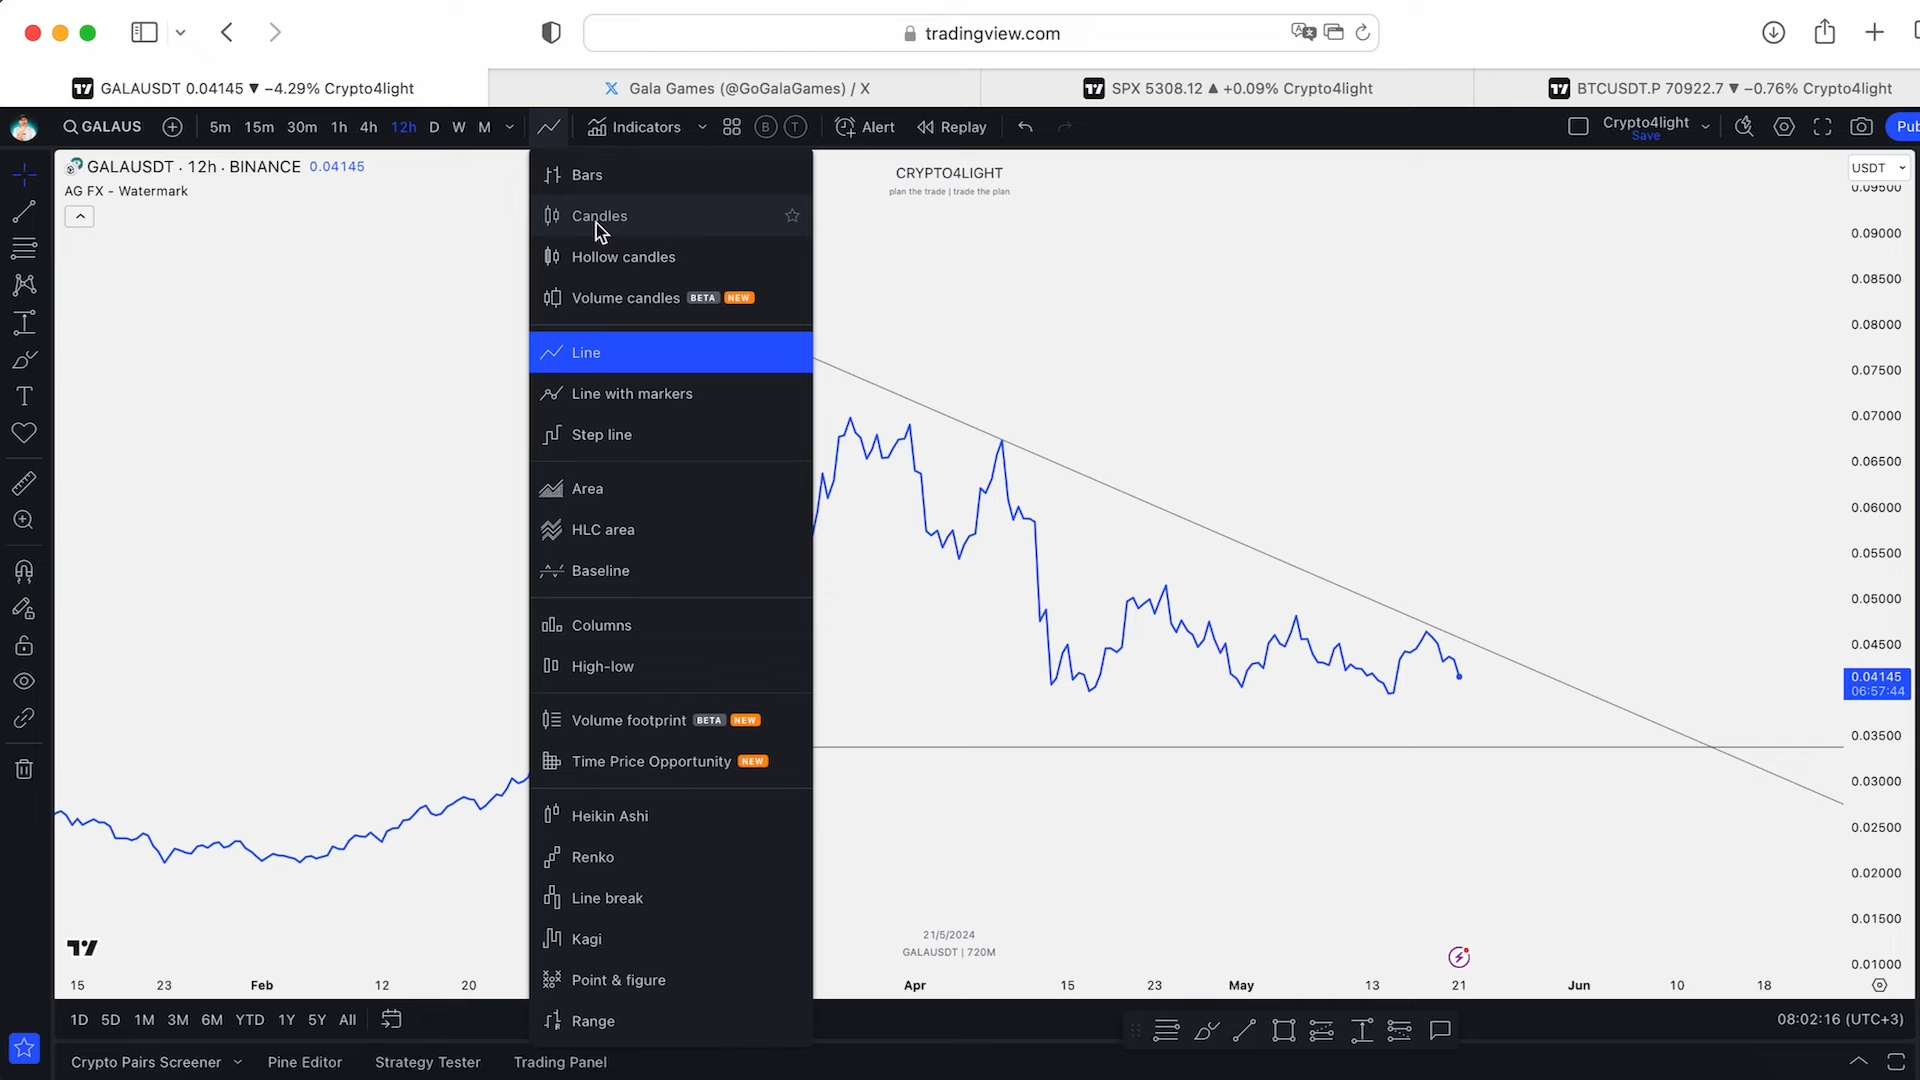 tradingview.com
GALAUSDT 0.04145 ▼ −4.29% Crypto4light
Gala Games (@GoGalaGames) / X
SPX 5308.12 ▲ +0.09% Crypto4light
BTCUSDT.P 70922.7 ▼ −0.76% Crypto4light
GALAUS
5m 15m 30m 1h 4h 12h D W M
Indicators
B T
Alert
Replay
Crypto4light
Save
Pub
GALAUSDT · 12h · BINANCE 0.04145
AG FX - Watermark
Bars
Candles
Hollow candles
Volume candles BETA NEW
Line
Line with markers
Step line
Area
HLC area
Baseline
Columns
High-low
Volume footprint BETA NEW
Time Price Opportunity NEW
Heikin Ashi
Renko
Line break
Kagi
Point & figure
Range
CRYPTO4LIGHT
plan the trade | trade the plan
USDT
0.09500
0.09000
0.08500
0.08000
0.07500
0.07000
0.06500
0.06000
0.05500
0.05000
0.04500
0.04145
06:57:44
0.03500
0.03000
0.02500
0.02000
0.01500
0.01000
21/5/2024
GALAUSDT | 720M
15 23 Feb 12 20 Apr 15 23 May 13 21 Jun 10 18
1D 5D 1M 3M 6M YTD 1Y 5Y All
08:02:16 (UTC+3)
Crypto Pairs Screener Pine Editor Strategy Tester Trading Panel